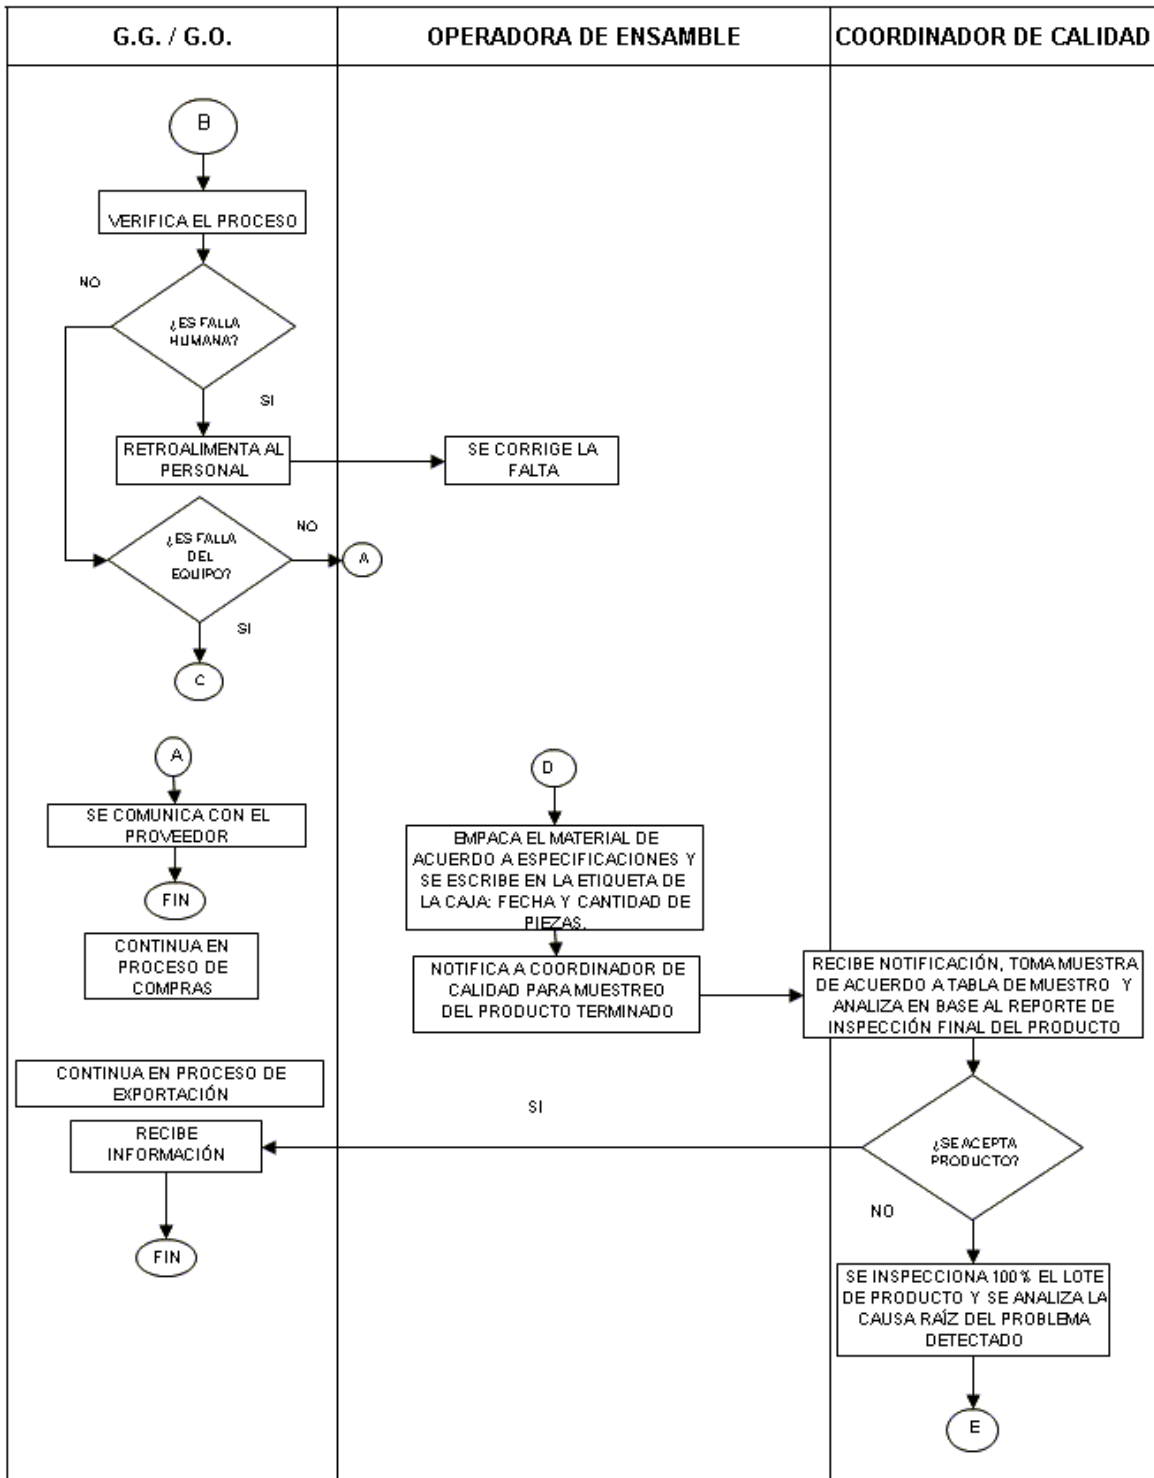 G.G. / G.O.
OPERADORA DE ENSAMBLE
COORDINADOR DE CALIDAD
B
VERIFICA EL PROCESO
NO
¿ES FALLA
HUMANA?
SI
RETROALIMENTA AL
PERSONAL
SE CORRIGE LA
FALTA
¿ES FALLA
DEL
EQUIPO?
NO
A
SI
C
A
SE COMUNICA CON EL
PROVEEDOR
FIN
CONTINUA EN
PROCESO DE
COMPRAS
D
EMPACA EL MATERIAL DE
ACUERDO A ESPECIFICACIONES Y
SE ESCRIBE EN LA ETIQUETA DE
LA CAJA: FECHA Y CANTIDAD DE
PIEZAS.
NOTIFICA A COORDINADOR DE
CALIDAD PARA MUESTREO
DEL PRODUCTO TERMINADO
RECIBE NOTIFICACIÓN, TOMA MUESTRA
DE ACUERDO A TABLA DE MUESTRO Y
ANALIZA EN BASE AL REPORTE DE
INSPECCIÓN FINAL DEL PRODUCTO
CONTINUA EN PROCESO DE
EXPORTACIÓN
SI
RECIBE
INFORMACIÓN
¿SE ACEPTA
PRODUCTO?
NO
FIN
SE INSPECCIONA 100% EL LOTE
DE PRODUCTO Y SE ANALIZA LA
CAUSA RAÍZ DEL PROBLEMA
DETECTADO
E